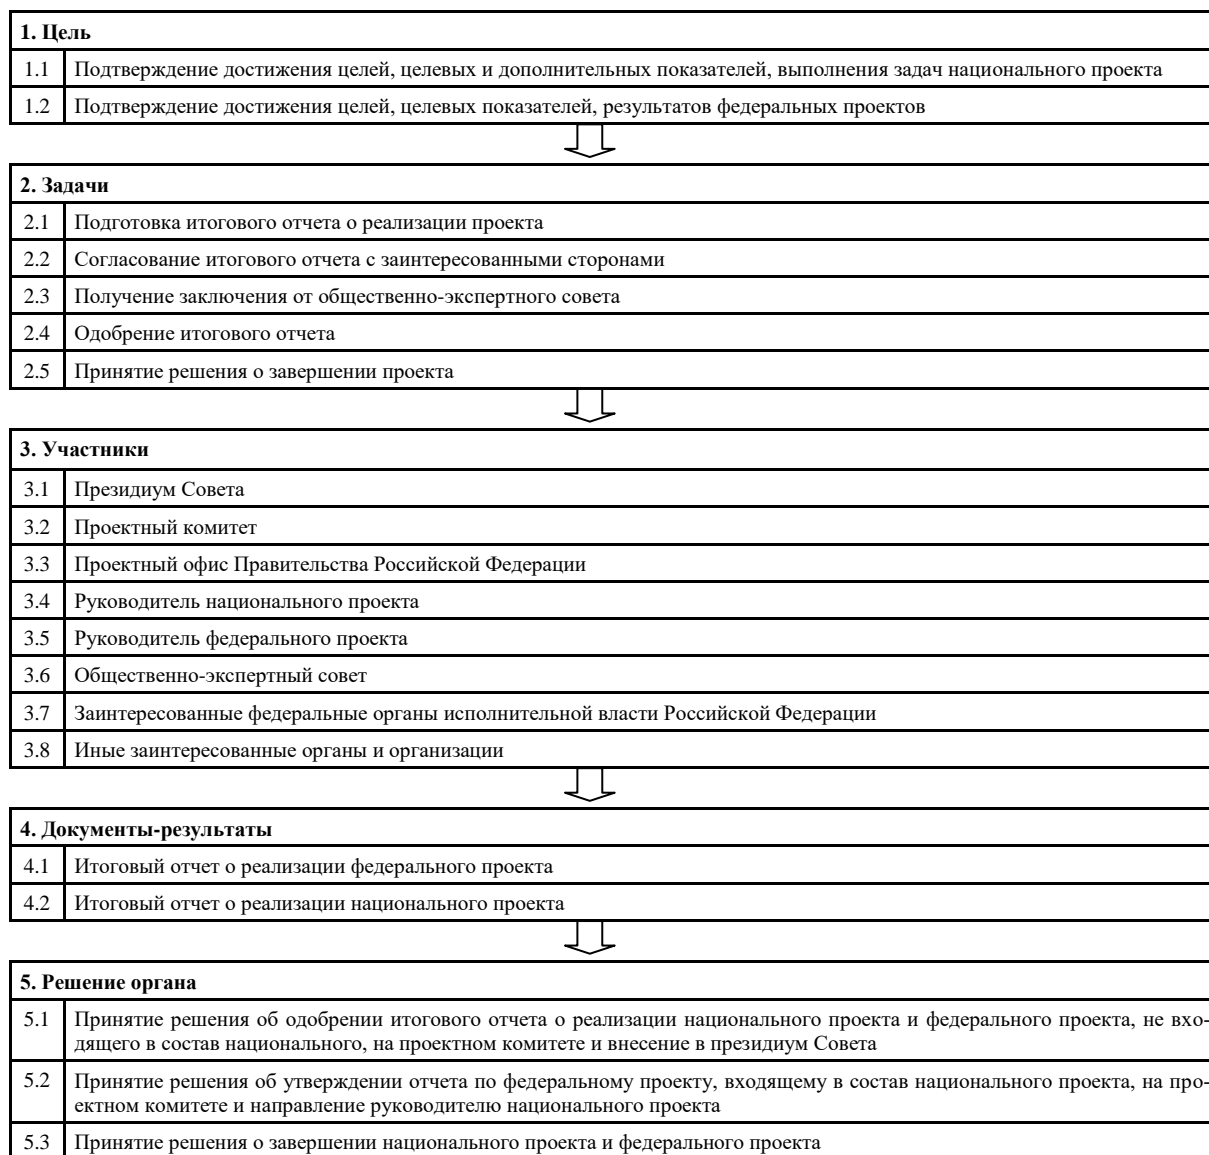 1. Цель
1.1 Подтверждение достижения целей, целевых и дополнительных показателей, выполнения задач национального проекта
1.2 Подтверждение достижения целей, целевых показателей, результатов федеральных проектов
2. Задачи
2.1 Подготовка итогового отчета о реализации проекта
2.2 Согласование итогового отчета с заинтересованными сторонами
2.3 Получение заключения от общественно-экспертного совета
2.4 Одобрение итогового отчета
2.5 Принятие решения о завершении проекта
3. Участники
3.1 Президиум Совета
3.2 Проектный комитет
3.3 Проектный офис Правительства Российской Федерации
3.4 Руководитель национального проекта
3.5 Руководитель федерального проекта
3.6 Общественно-экспертный совет
3.7 Заинтересованные федеральные органы исполнительной власти Российской Федерации
3.8 Иные заинтересованные органы и организации
4. Документы-результаты
4.1 Итоговый отчет о реализации федерального проекта
4.2 Итоговый отчет о реализации национального проекта
5. Решение органа
5.1 Принятие решения об одобрении итогового отчета о реализации национального проекта и федерального проекта, не вхо-
дящего в состав национального, на проектном комитете и внесение в президиум Совета
5.2 Принятие решения об утверждении отчета по федеральному проекту, входящему в состав национального проекта, на про-
ектном комитете и направление руководителю национального проекта
5.3 Принятие решения о завершении национального проекта и федерального проекта